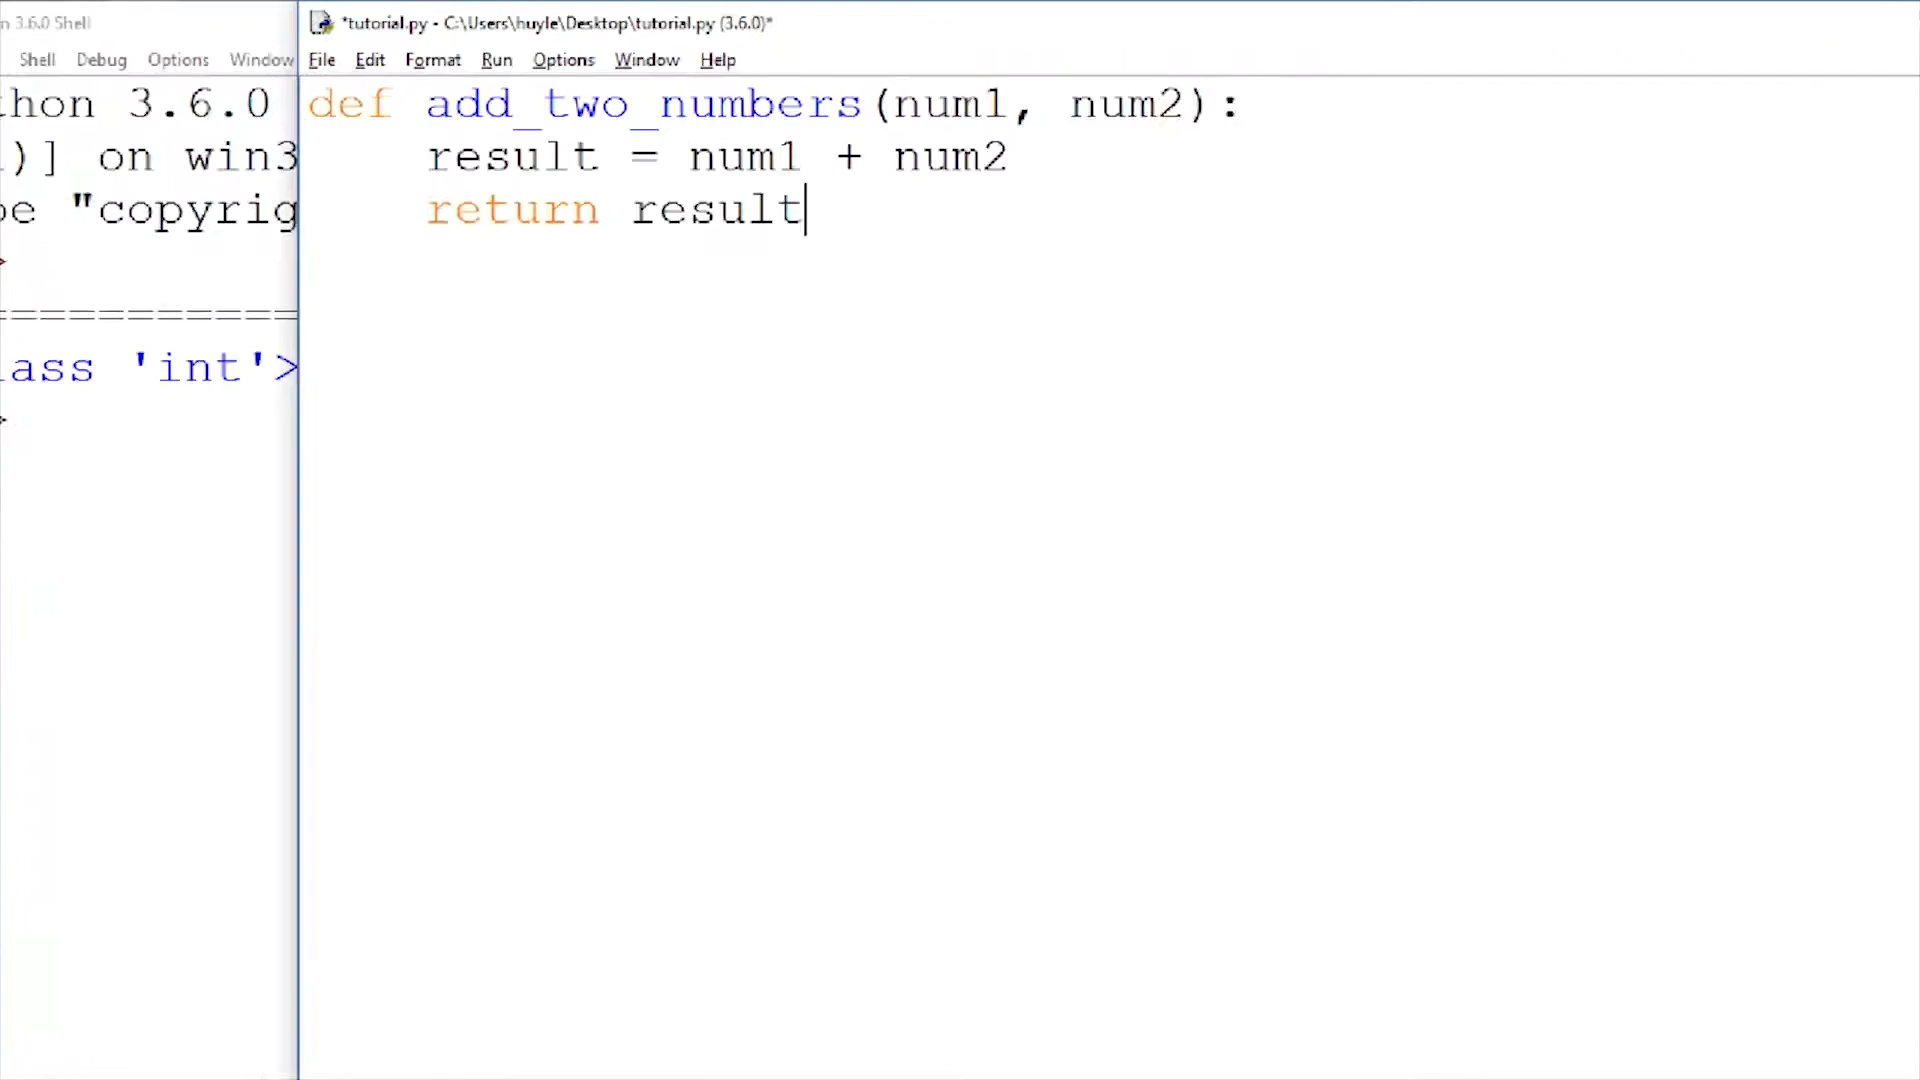 n 3.6.0 Shell
Shell Debug Options Window
thon 3.6.0
)] on win3
"copyrig
============
ass 'int'>
*tutorial.py - C:\Users\huyle\Desktop\tutorial.py (3.6.0)*
File Edit Format Run Options Window Help
def add_two_numbers(num1, num2):
    result = num1 + num2
    return result